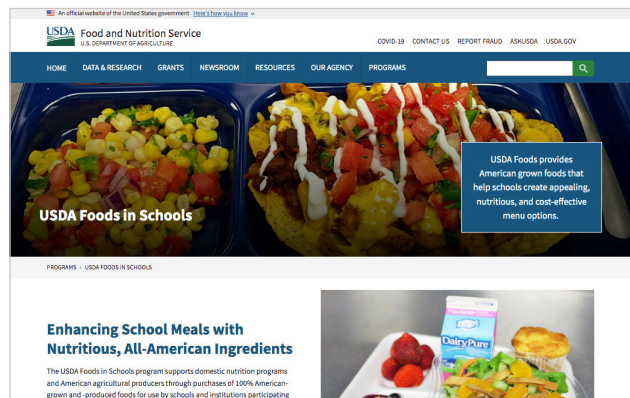 An official website of the United States government Here's how you know
USDA Food and Nutrition Service
U.S. DEPARTMENT OF AGRICULTURE
COVID-19 CONTACT US REPORT FRAUD ASKUSDA USDA.GOV
HOME DATA & RESEARCH GRANTS NEWSROOM RESOURCES OUR AGENCY PROGRAMS
USDA Foods provides
American grown foods that
help schools create appealing,
nutritious, and cost-effective
menu options.
USDA Foods in Schools
PROGRAMS > USDA FOODS IN SCHOOLS
Enhancing School Meals with
Nutritious, All-American Ingredients
The USDA Foods in Schools program supports domestic nutrition programs
and American agricultural producers through purchases of 100% American-
grown and -produced foods for use by schools and institutions participating
DairyPure